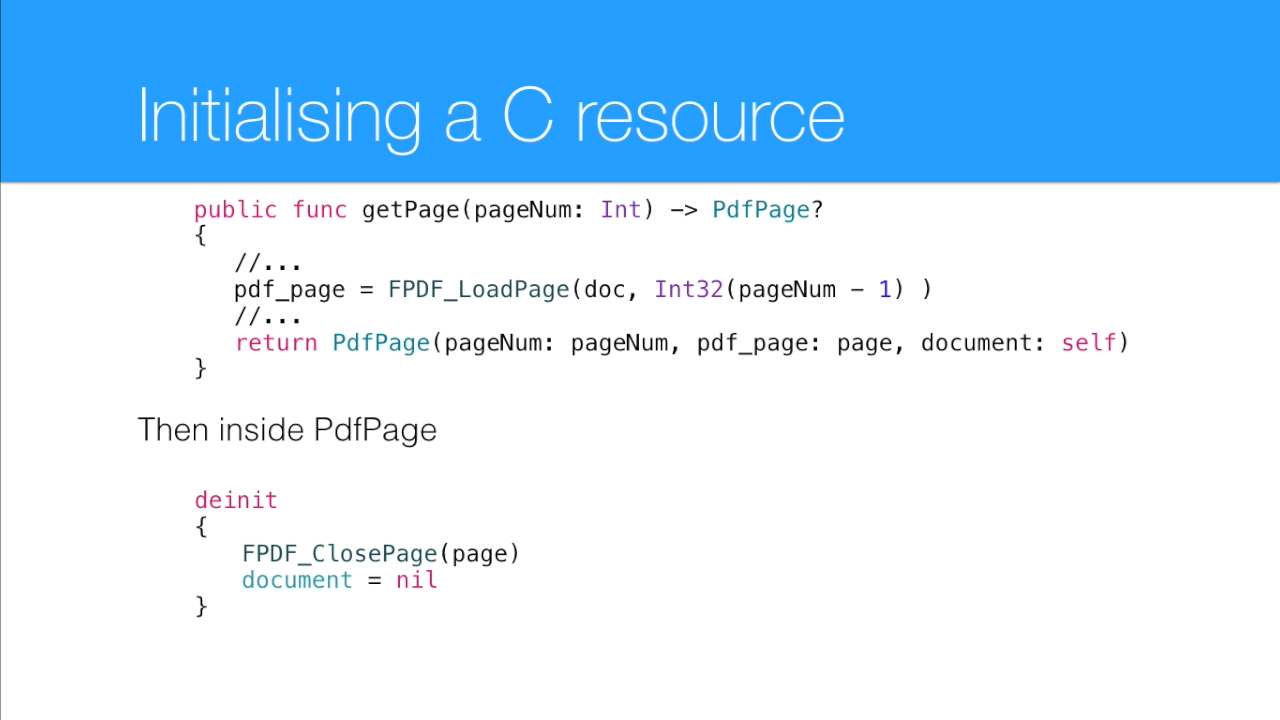 Initialising a C resource
public func getPage(pageNum: Int) -> PdfPage?
{
//...
pdf_page = FPDF_LoadPage(doc, Int32(pageNum - 1) )
//...
return PdfPage(pageNum: pageNum, pdf_page: page, document: self)
}
Then inside PdfPage
deinit
{
FPDF_ClosePage(page)
document = nil
}